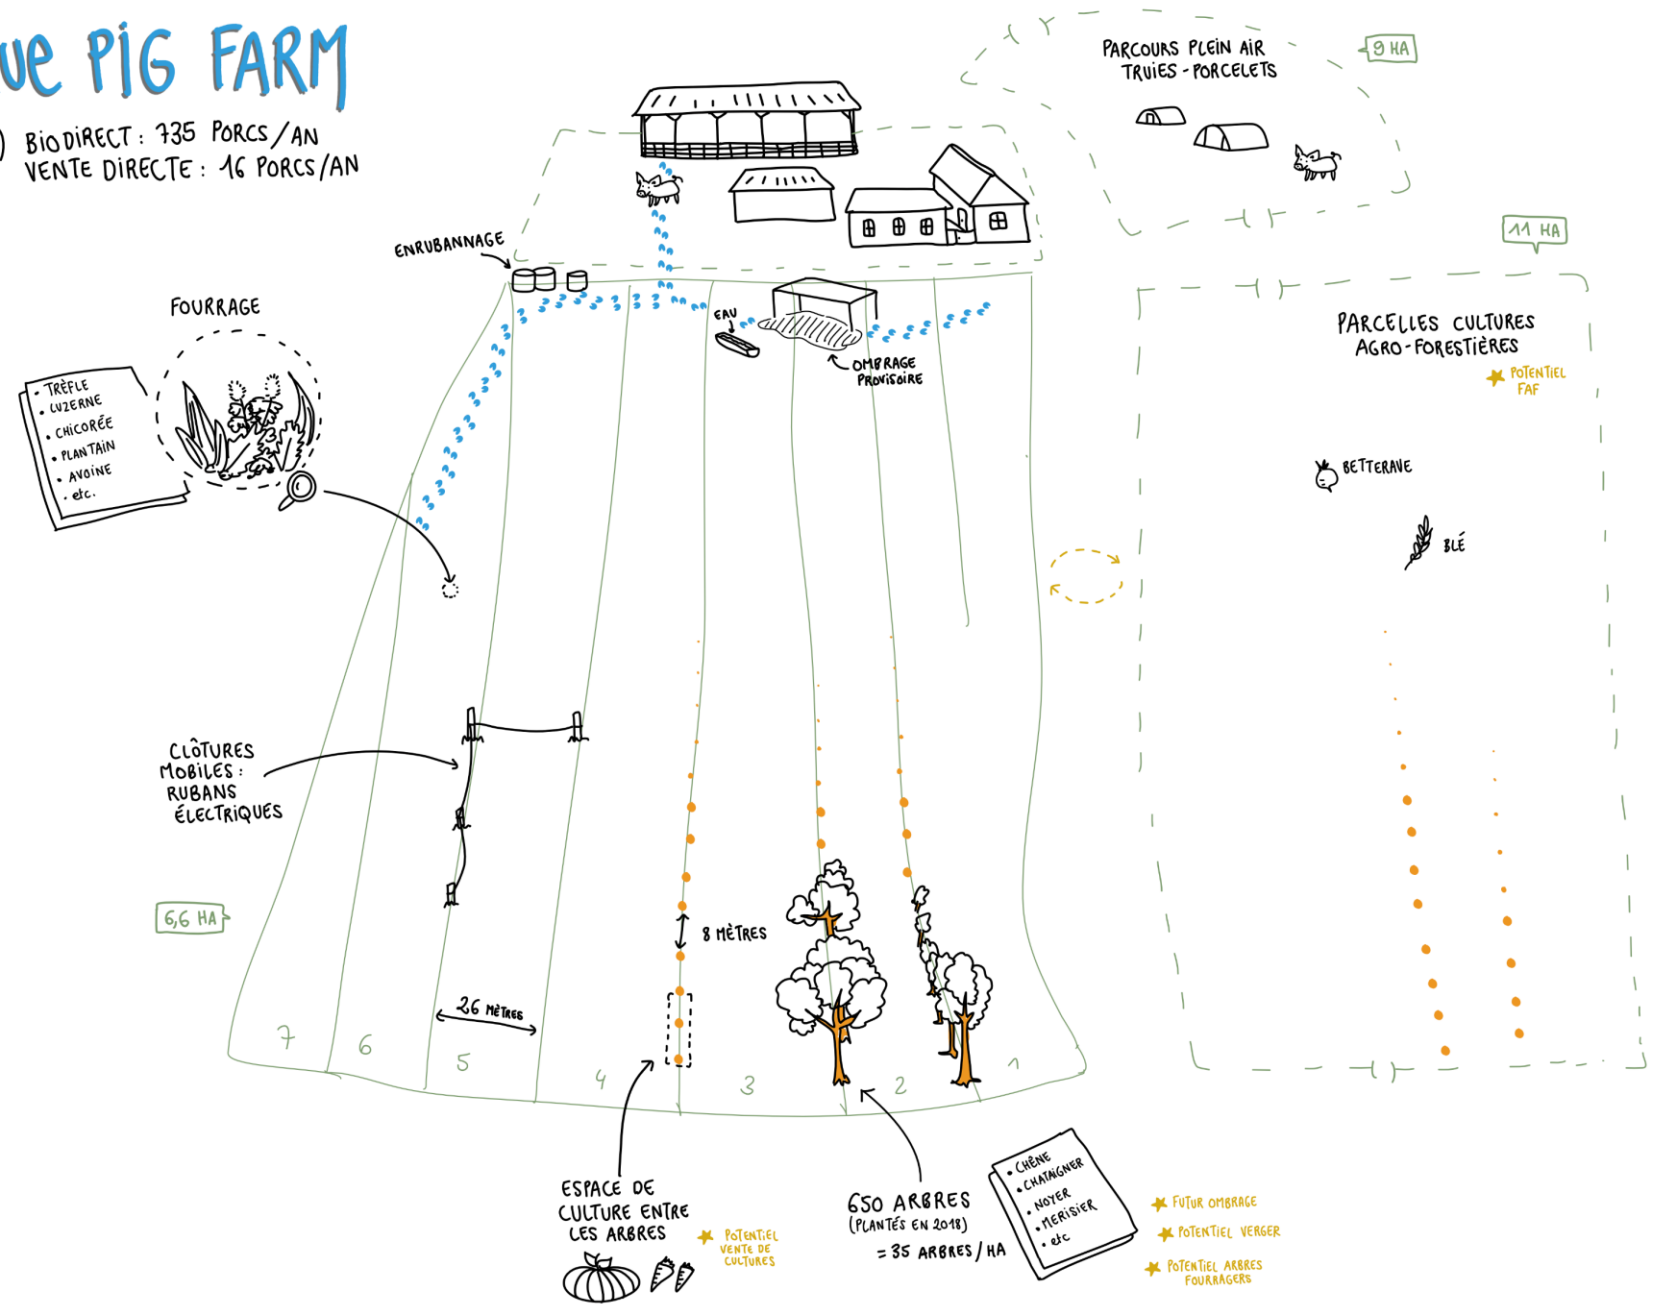 PIG FARM
BIODIRECT : 735 PORCS/AN
VENTE DIRECTE : 16 PORCS/AN
PARCOURS PLEIN AIR
TRUIES - PORCELETS
9 HA
11 HA
ENRUBANNAGE
FOURRAGE
• TRÈFLE
• LUZERNE
• CHICORÉE
• PLANTAIN
• AVOINE
• etc.
EAU
OMBRAGE
PROVISOIRE
PARCELLES CULTURES
AGRO-FORESTIÈRES
POTENTIEL
FAF
BETTERAVE
BLÉ
CLÔTURES
MOBILES :
RUBANS
ÉLECTRIQUES
6,6 HA
8 MÈTRES
26 MÈTRES
7
6
5
4
3
2
1
ESPACE DE
CULTURE ENTRE
LES ARBRES
POTENTIEL
VENTE DE
CULTURES
650 ARBRES
(PLANTÉS EN 2018)
= 35 ARBRES/HA
• CHÊNE
• CHATAIGNER
• NOYER
• MERISIER
• etc
FUTUR OMBRAGE
POTENTIEL VERGER
POTENTIEL ARBRES
FOURRAGERS